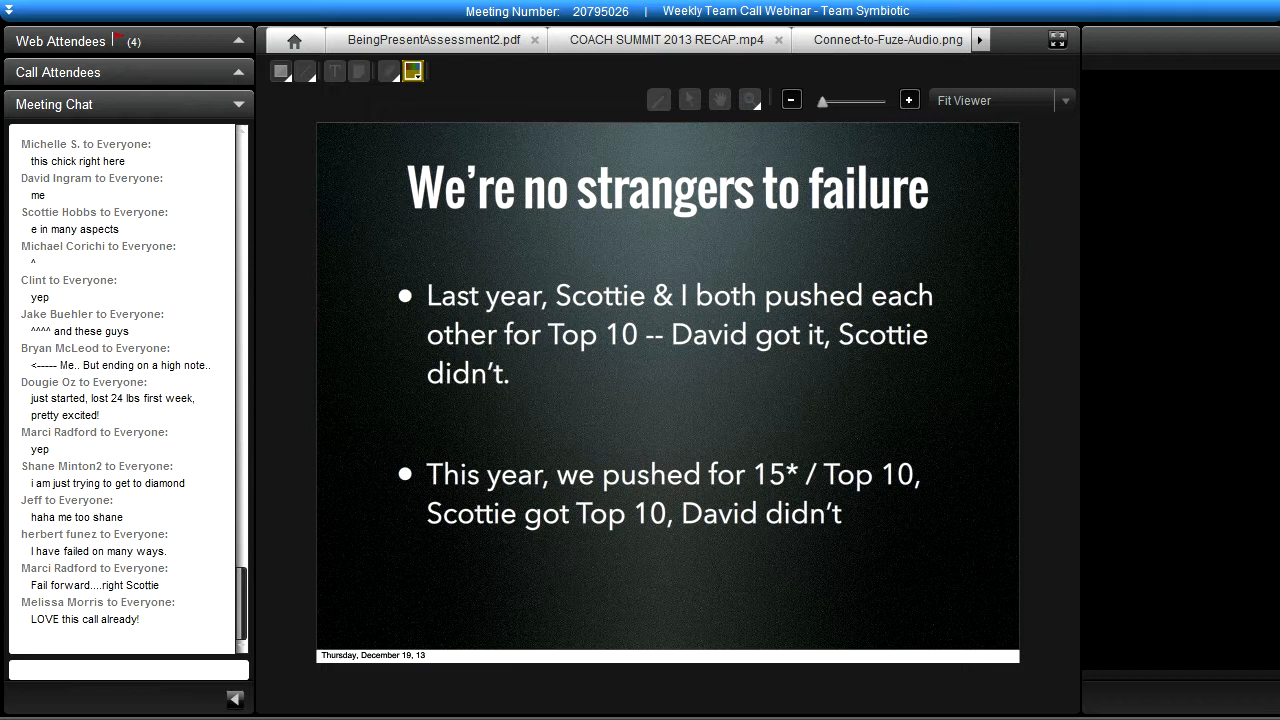 Meeting Number: 20795026 | Weekly Team Call Webinar - Team Symbiotic
Web Attendees (4)
BeingPresentAssessment2.pdf
COACH SUMMIT 2013 RECAP.mp4
Connect-to-Fuze-Audio.png
Call Attendees
Meeting Chat
Fit Viewer
Michelle S. to Everyone:
this chick right here
David Ingram to Everyone:
me
Scottie Hobbs to Everyone:
e in many aspects
Michael Corichi to Everyone:
^
Clint to Everyone:
yep
Jake Buehler to Everyone:
^^^^ and these guys
Bryan McLeod to Everyone:
<----- Me.. But ending on a high note..
Dougie Oz to Everyone:
just started, lost 24 lbs first week,
pretty excited!
Marci Radford to Everyone:
yep
Shane Minton2 to Everyone:
i am just trying to get to diamond
Jeff to Everyone:
haha me too shane
herbert funez to Everyone:
I have failed on many ways.
Marci Radford to Everyone:
Fail forward....right Scottie
Melissa Morris to Everyone:
LOVE this call already!
We're no strangers to failure
• Last year, Scottie & I both pushed each
other for Top 10 -- David got it, Scottie
didn't.
• This year, we pushed for 15* / Top 10,
Scottie got Top 10, David didn't
Thursday, December 19, 13